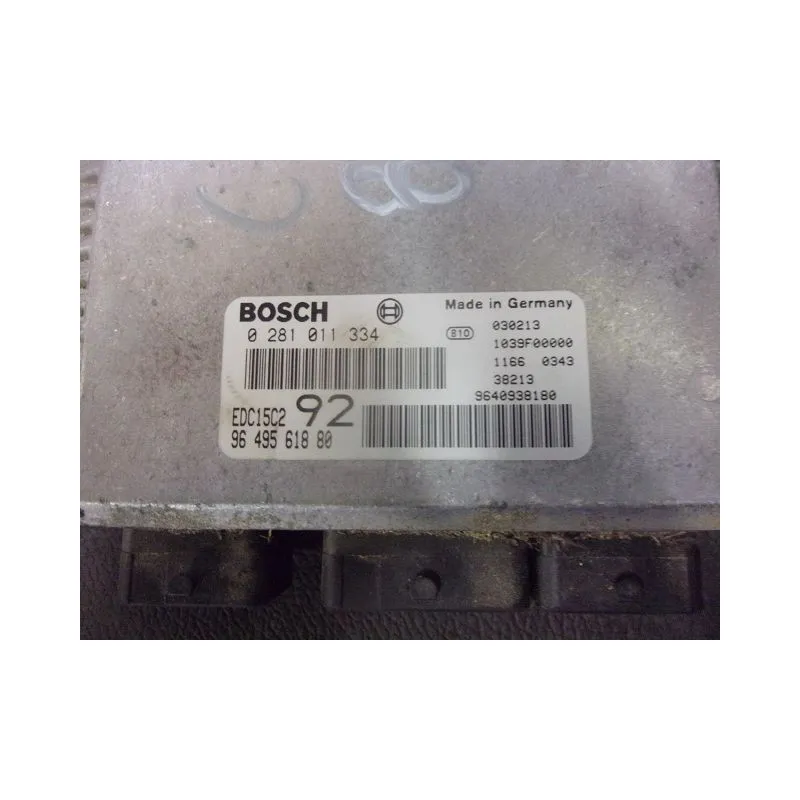 BOSCH
0 281 011 334
EDC15C2 92
96 495 618 80
Made in Germany
810 030213
1039F00000
1166 0343
38213
9640938180